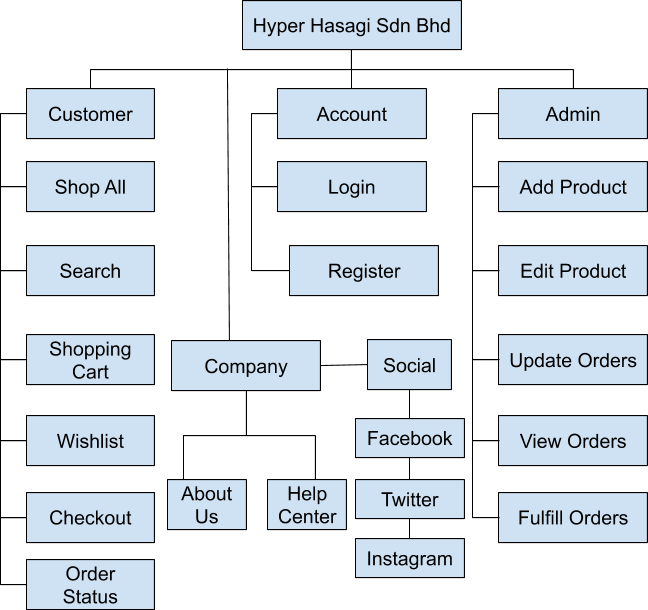 Hyper Hasagi Sdn Bhd
Customer
Account
Admin
Shop All
Login
Add Product
Search
Register
Edit Product
Shopping
Cart
Company
Social
Update Orders
Wishlist
Facebook
View Orders
About
Us
Help
Center
Twitter
Checkout
Fulfill Orders
Instagram
Order
Status